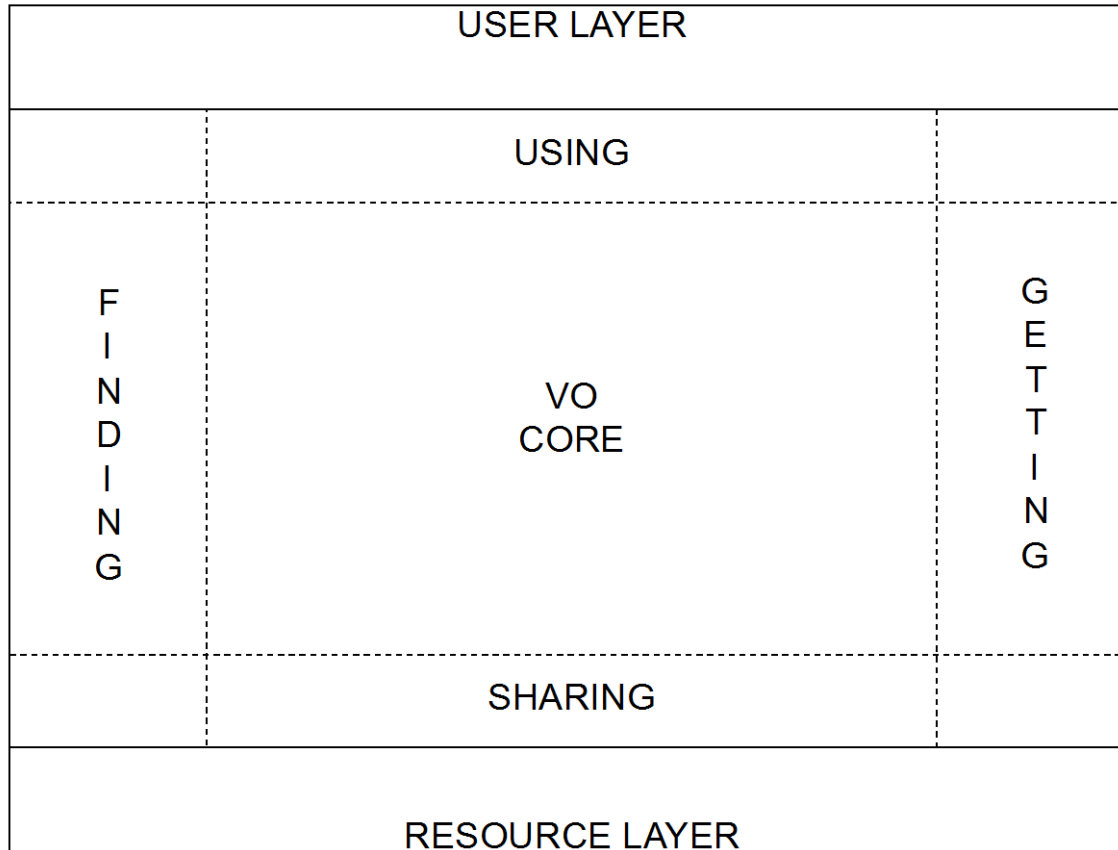 USER LAYER
USING
FINDING
VO
CORE
GETTING
SHARING
RESOURCE LAYER